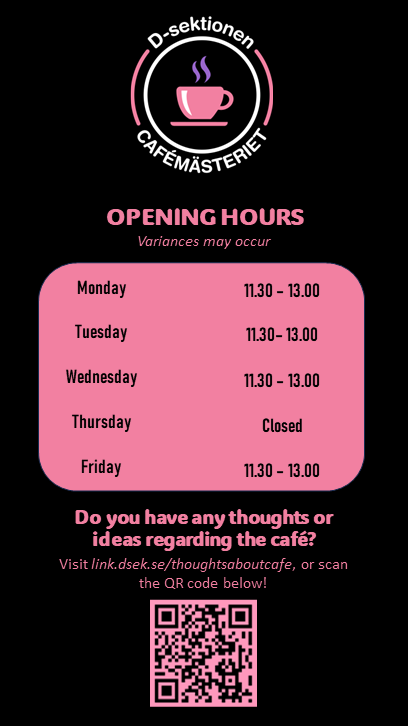 D-sektionen
CAFÉMÄSTERIET
OPENING HOURS
Variances may occur
Monday 11.30 – 13.00
Tuesday 11.30– 13.00
Wednesday 11.30 – 13.00
Thursday Closed
Friday 11.30 – 13.00
Do you have any thoughts or
ideas regarding the café?
Visit link.dsek.se/thoughtsaboutcafe, or scan
the QR code below!